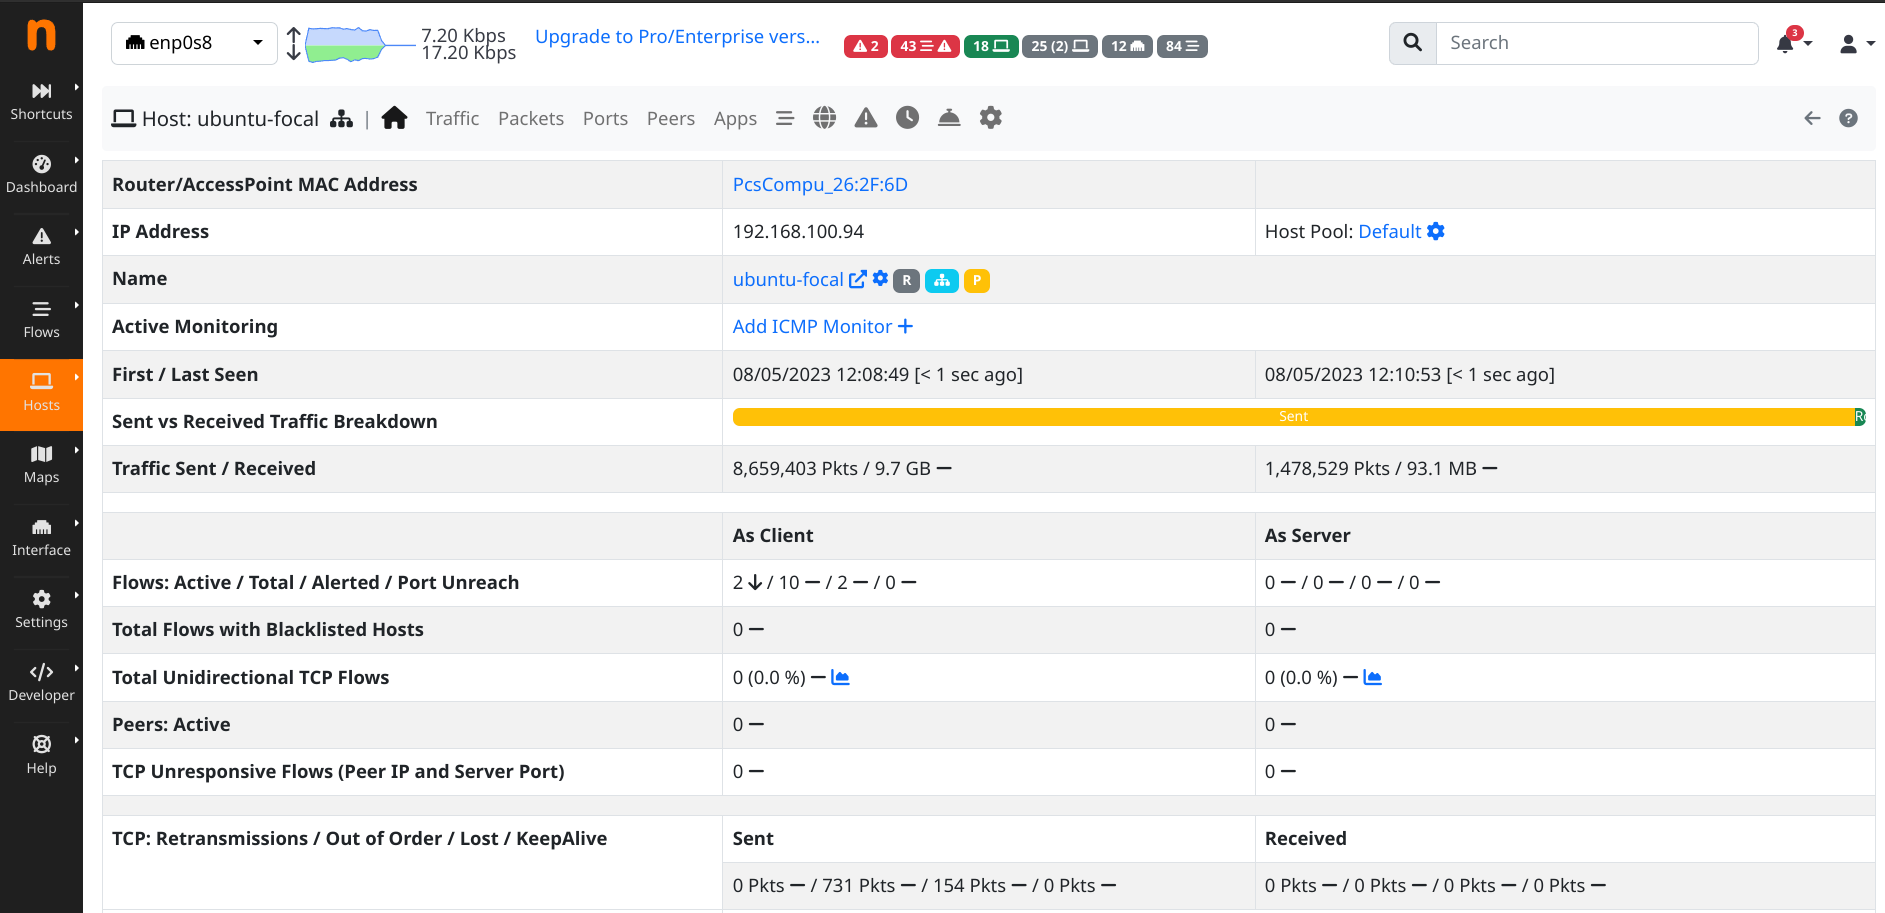 n
enp0s8
7.20 Kbps
17.20 Kbps
Upgrade to Pro/Enterprise vers...
2
43
18
25 (2)
12
84
Search
3
Shortcuts
Dashboard
Alerts
Flows
Hosts
Maps
Interface
Settings
Developer
Help
Host: ubuntu-focal | Traffic Packets Ports Peers Apps
Router/AccessPoint MAC Address PcsCompu_26:2F:6D
IP Address 192.168.100.94 Host Pool: Default
Name ubuntu-focal R P
Active Monitoring Add ICMP Monitor +
First / Last Seen 08/05/2023 12:08:49 [< 1 sec ago] 08/05/2023 12:10:53 [< 1 sec ago]
Sent vs Received Traffic Breakdown Sent
Traffic Sent / Received 8,659,403 Pkts / 9.7 GB — 1,478,529 Pkts / 93.1 MB —
As Client As Server
Flows: Active / Total / Alerted / Port Unreach 2 ↓ / 10 — / 2 — / 0 — 0 — / 0 — / 0 — / 0 —
Total Flows with Blacklisted Hosts 0 — 0 —
Total Unidirectional TCP Flows 0 (0.0 %) — 0 (0.0 %) —
Peers: Active 0 — 0 —
TCP Unresponsive Flows (Peer IP and Server Port) 0 — 0 —
TCP: Retransmissions / Out of Order / Lost / KeepAlive Sent Received
0 Pkts — / 731 Pkts — / 154 Pkts — / 0 Pkts — 0 Pkts — / 0 Pkts — / 0 Pkts — / 0 Pkts —